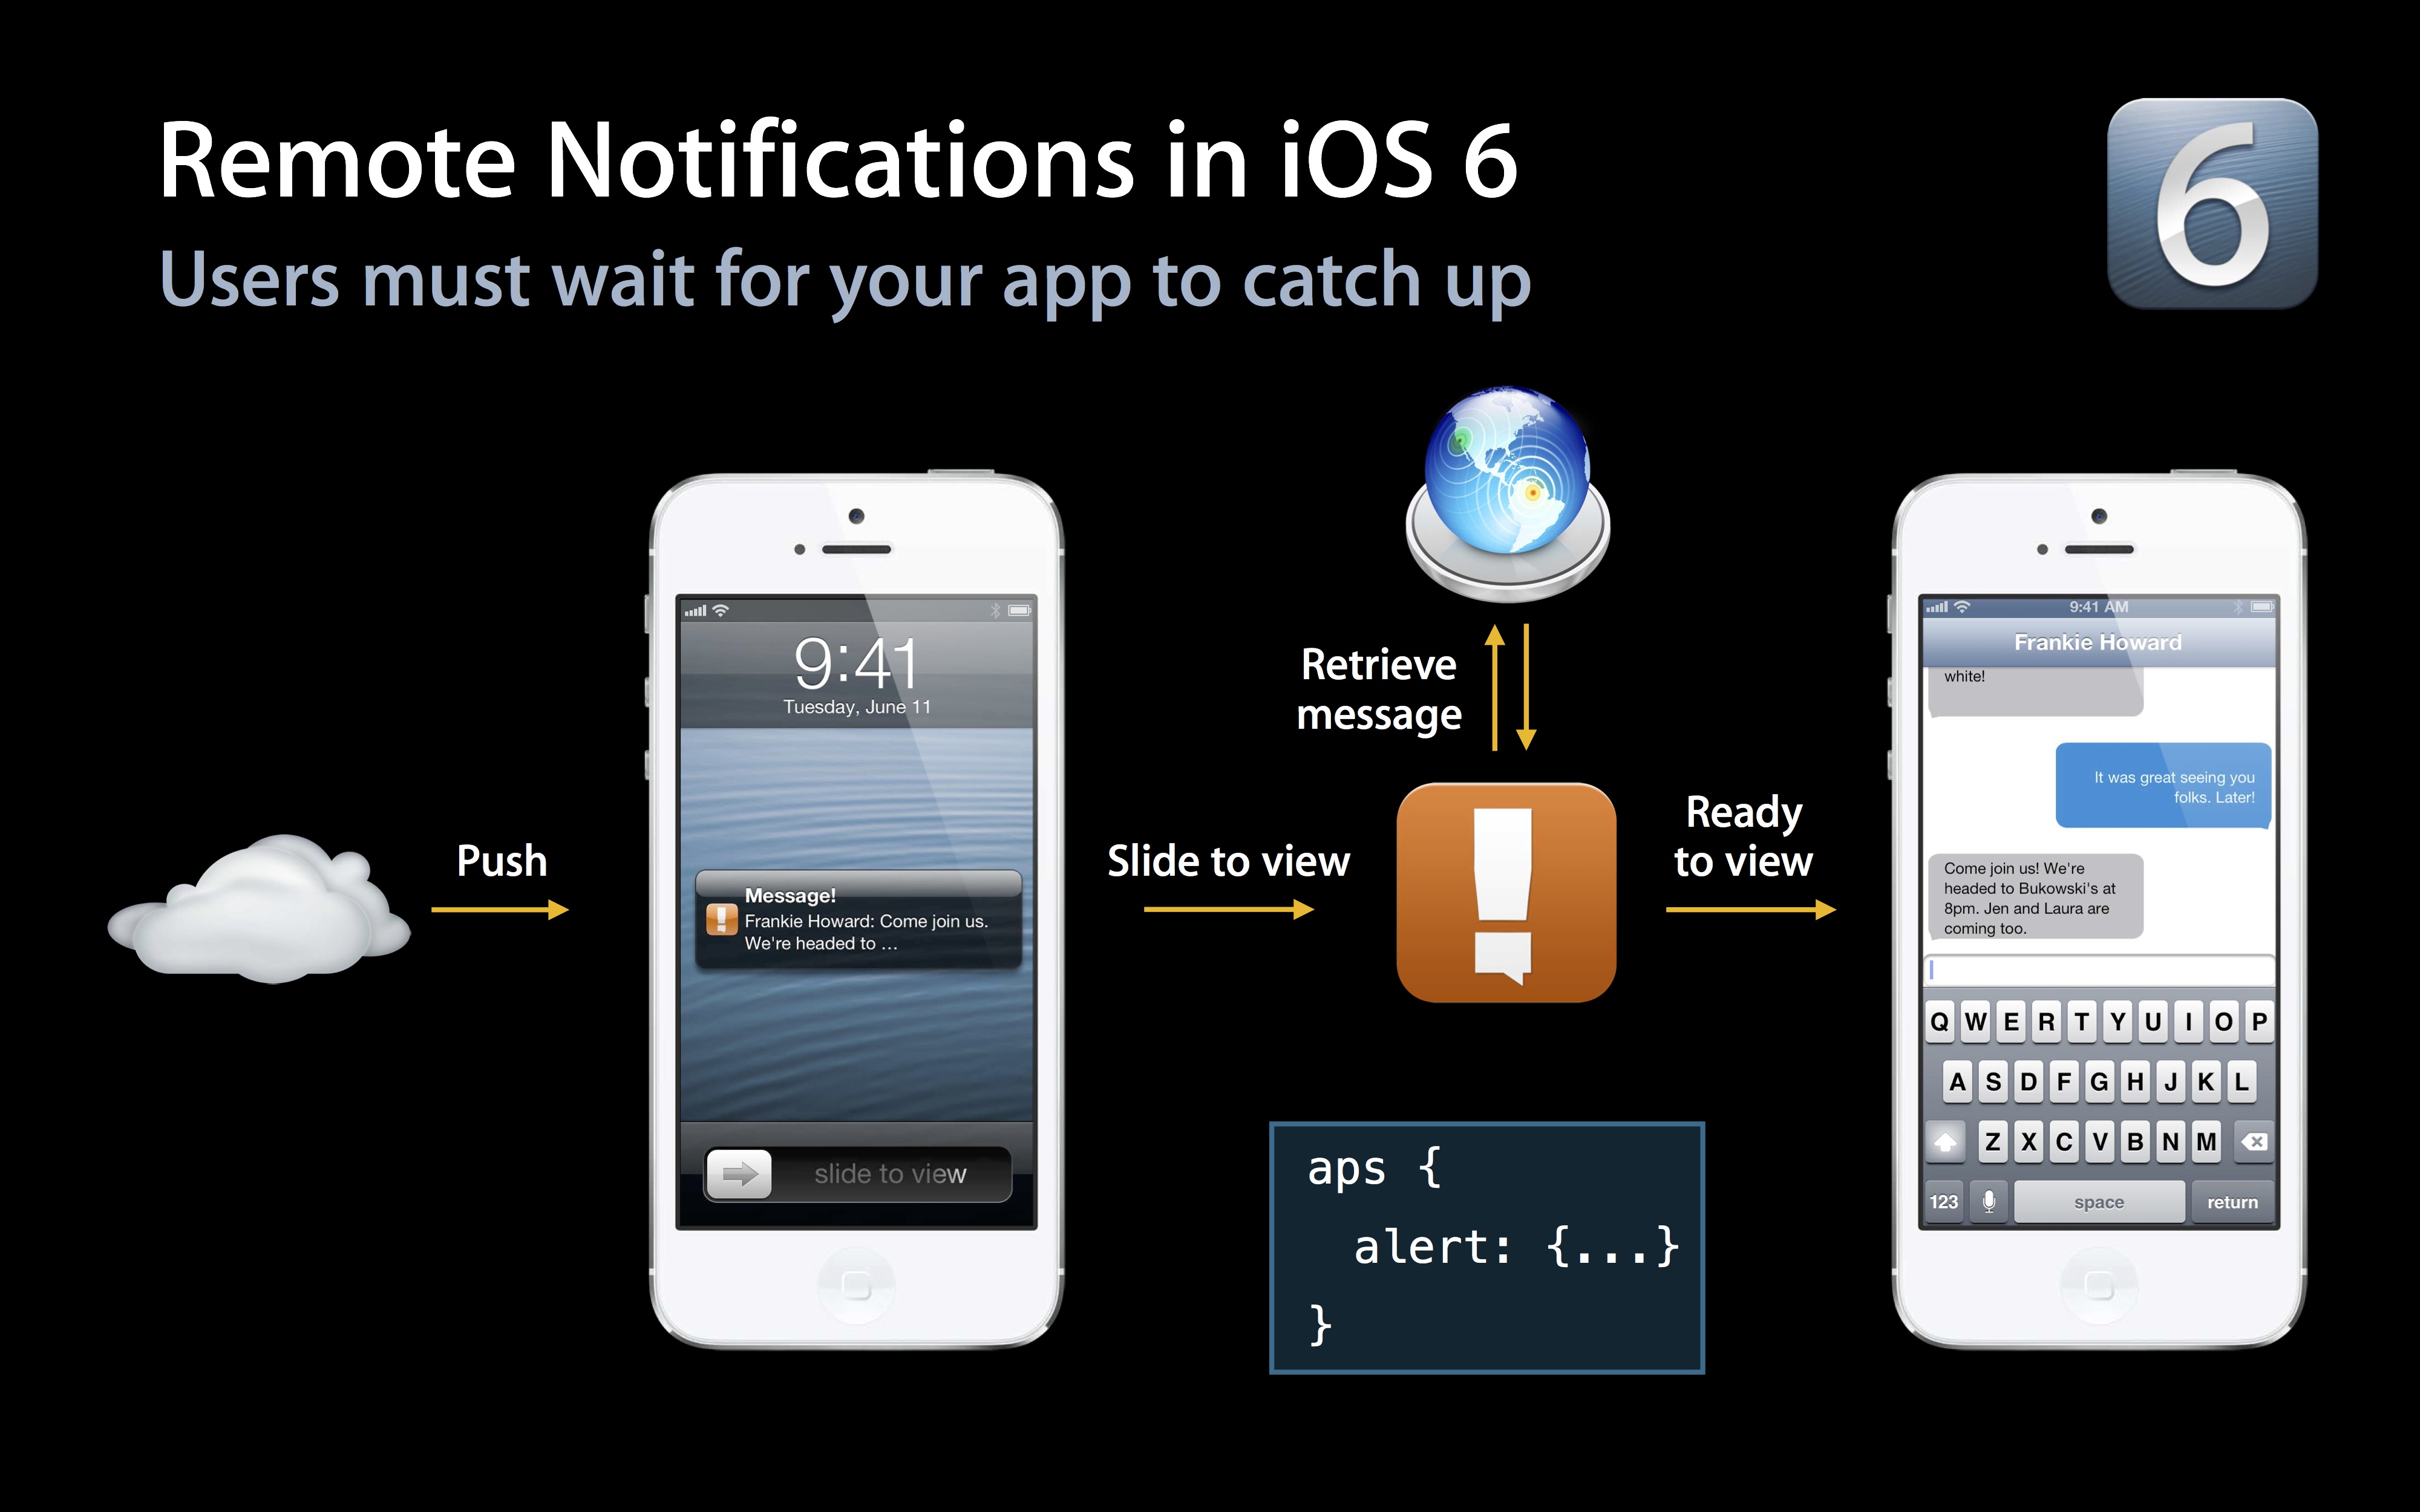 Remote Notifications in iOS 6
Users must wait for your app to catch up
6
Push
9:41
Tuesday, June 11
Message!
Frankie Howard: Come join us.
We're headed to ...
slide to view
Slide to view
Retrieve
message
Ready
to view
aps {
alert: {...}
}
9:41 AM
Frankie Howard
white!
It was great seeing you
folks. Later!
Come join us! We're
headed to Bukowski's at
8pm. Jen and Laura are
coming too.
Q W E R T Y U I O P
A S D F G H J K L
Z X C V B N M
123 space return